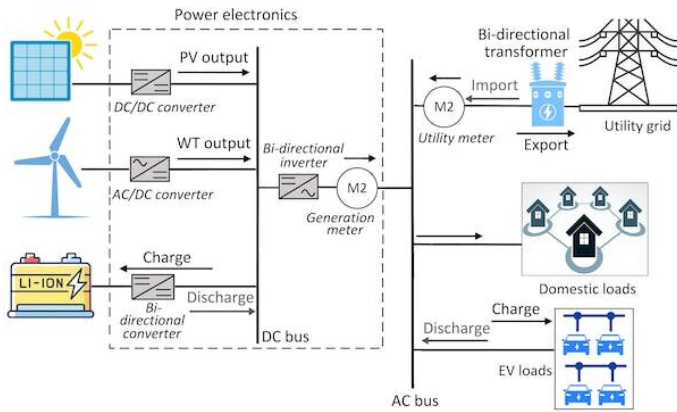 Power electronics
PV output
DC/DC converter
WT output
AC/DC converter
LI-ION
Charge
Discharge
Bi-
directional
converter
DC bus
Bi-directional
inverter
M2
Generation
meter
AC bus
Bi-directional
transformer
Import
M2
Utility meter
Export
Utility grid
Domestic loads
Charge
Discharge
EV loads